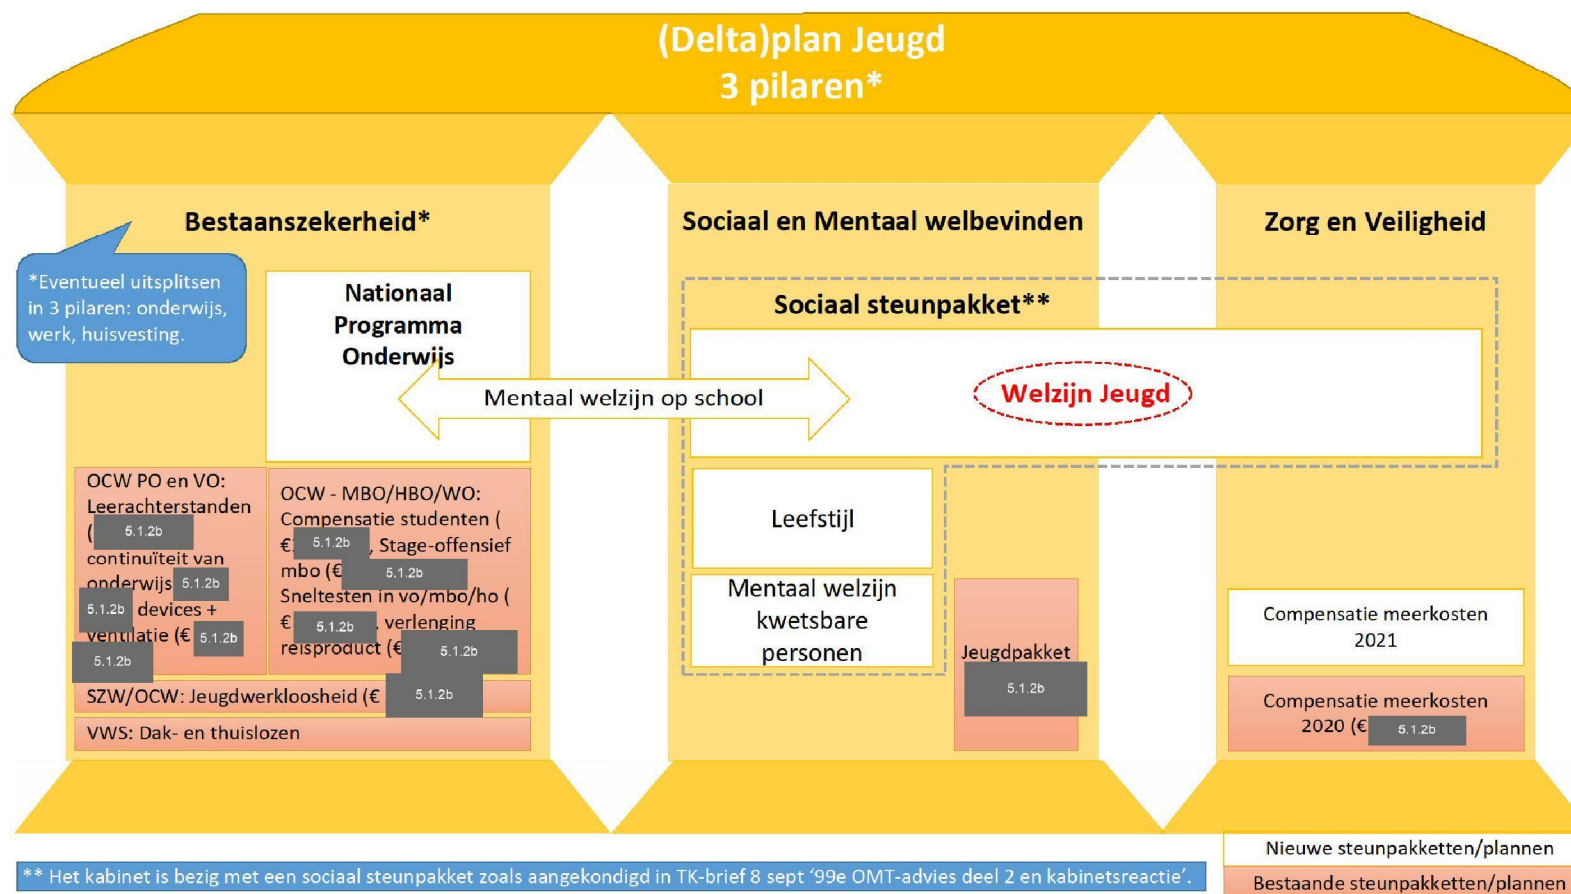 (Delta)plan Jeugd
3 pilaren*
Bestaanszekerheid*
*Eventueel uitsplitsen
in 3 pilaren: onderwijs,
werk, huisvesting.
Nationaal
Programma
Onderwijs
Mentaal welzijn op school
OCW PO en VO:
Leerachterstanden
( 5.1.2b
continuïteit van
onderwijs 5.1.2b
5.1.2b devices +
ventilatie (€ 5.1.2b
5.1.2b
OCW - MBO/HBO/WO:
Compensatie studenten (
€ 5.1.2b , Stage-offensief
mbo (€ 5.1.2b
Sneltesten in vo/mbo/ho (
€ 5.1.2b , verlenging
reisproduct (€ 5.1.2b
SZW/OCW: Jeugdwerkloosheid (€ 5.1.2b
VWS: Dak- en thuislozen
Sociaal en Mentaal welbevinden
Sociaal steunpakket**
Welzijn Jeugd
Leefstijl
Mentaal welzijn
kwetsbare
personen
Jeugdpakket
5.1.2b
Zorg en Veiligheid
Compensatie meerkosten
2021
Compensatie meerkosten
2020 (€ 5.1.2b
** Het kabinet is bezig met een sociaal steunpakket zoals aangekondigd in TK-brief 8 sept '99e OMT-advies deel 2 en kabinetsreactie'.
Nieuwe steunpakketten/plannen
Bestaande steunpakketten/plannen